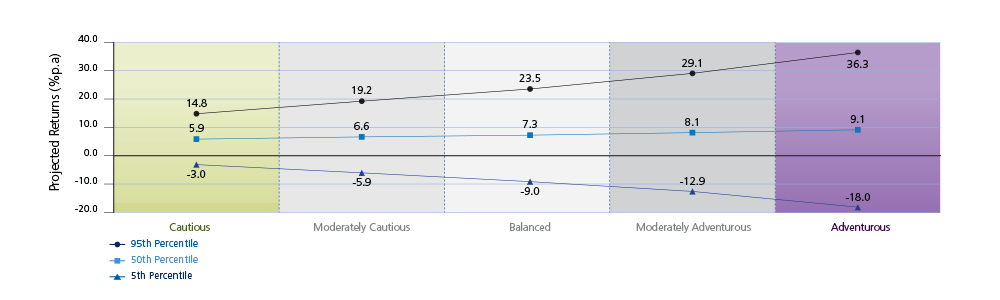 Projected Returns (%p.a)
40.0
30.0
20.0
10.0
0.0
-10.0
-20.0
14.8 19.2 23.5 29.1 36.3
5.9 6.6 7.3 8.1 9.1
-3.0 -5.9 -9.0 -12.9 -18.0
Cautious Moderately Cautious Balanced Moderately Adventurous Adventurous
95th Percentile
50th Percentile
5th Percentile